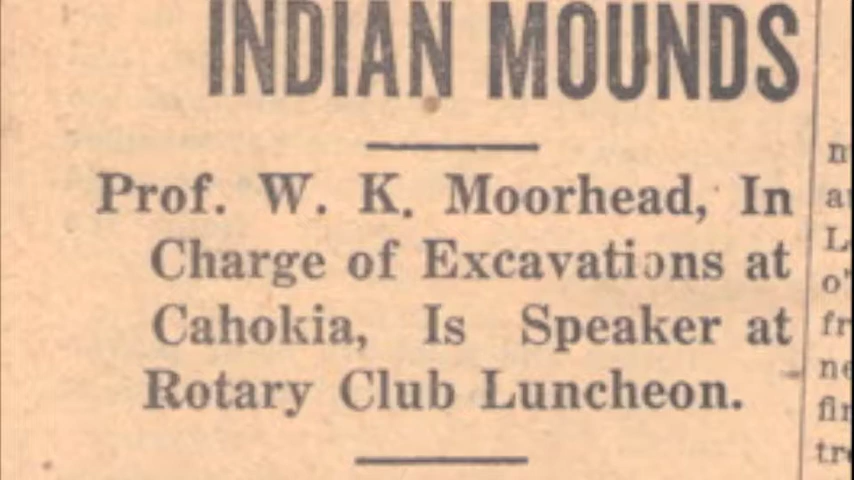 INDIAN MOUNDS
Prof. W. K. Moorhead, In
Charge of Excavations at
Cahokia, Is Speaker at
Rotary Club Luncheon.